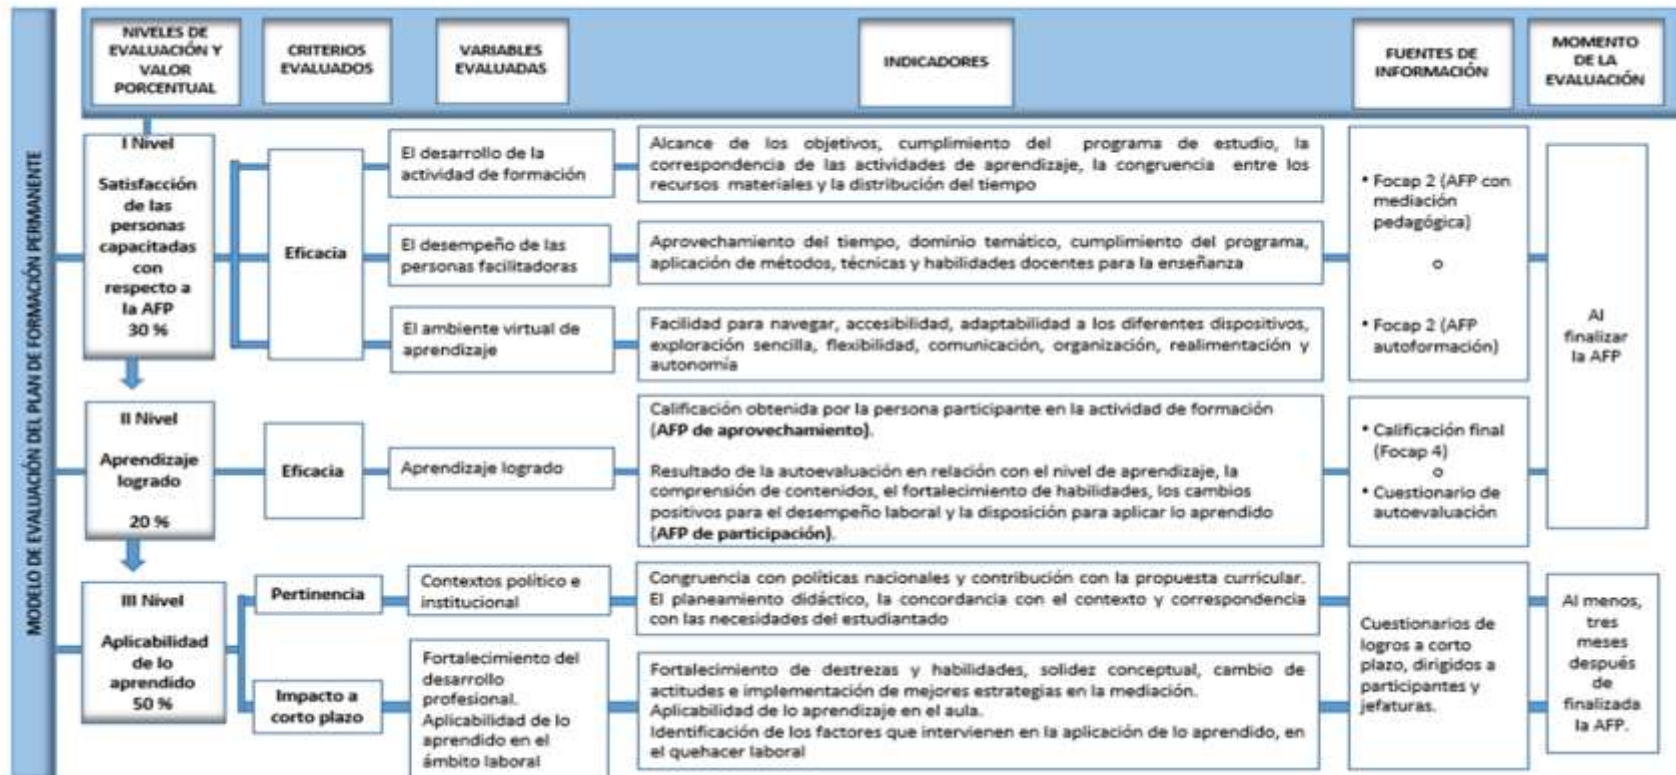 MODELO DE EVALUACIÓN DEL PLAN DE FORMACIÓN PERMANENTE
NIVELES DE
EVALUACIÓN Y
VALOR
PORCENTUAL
CRITERIOS
EVALUADOS
VARIABLES
EVALUADAS
INDICADORES
FUENTES DE
INFORMACIÓN
MOMENTO
DE LA
EVALUACIÓN
I Nivel
Satisfacción
de las
personas
capacitadas
con
respecto a
la AFP
30 %
Eficacia
El desarrollo de la
actividad de formación
Alcance de los objetivos, cumplimiento del programa de estudio, la
correspondencia de las actividades de aprendizaje, la congruencia entre los
recursos materiales y la distribución del tiempo
El desempeño de las
personas facilitadoras
Aprovechamiento del tiempo, dominio temático, cumplimiento del programa,
aplicación de métodos, técnicas y habilidades docentes para la enseñanza
El ambiente virtual de
aprendizaje
Facilidad para navegar, accesibilidad, adaptabilidad a los diferentes dispositivos,
exploración sencilla, flexibilidad, comunicación, organización, realimentación y
autonomía
• Focap 2 (AFP con
mediación
pedagógica)
o
• Focap 2 (AFP
autoformación)
Al
finalizar
la AFP
II Nivel
Aprendizaje
logrado
20 %
Eficacia
Aprendizaje logrado
Calificación obtenida por la persona participante en la actividad de formación
(AFP de aprovechamiento).
Resultado de la autoevaluación en relación con el nivel de aprendizaje, la
comprensión de contenidos, el fortalecimiento de habilidades, los cambios
positivos para el desempeño laboral y la disposición para aplicar lo aprendido
(AFP de participación).
• Calificación final
(Focap 4)
o
• Cuestionario de
autoevaluación
III Nivel
Aplicabilidad
de lo
aprendido
50 %
Pertinencia
Contextos político e
institucional
Congruencia con políticas nacionales y contribución con la propuesta curricular.
El planeamiento didáctico, la concordancia con el contexto y correspondencia
con las necesidades del estudiantado
Impacto a
corto plazo
Fortalecimiento del
desarrollo
profesional.
Aplicabilidad de lo
aprendido en el
ámbito laboral
Fortalecimiento de destrezas y habilidades, solidez conceptual, cambio de
actitudes e implementación de mejores estrategias en la mediación.
Aplicabilidad de lo aprendizaje en el aula.
Identificación de los factores que intervienen en la aplicación de lo aprendido, en
el quehacer laboral
Cuestionarios de
logros a corto
plazo, dirigidos a
participantes y
jefaturas.
Al menos,
tres
meses
después
de
finalizada
la AFP.